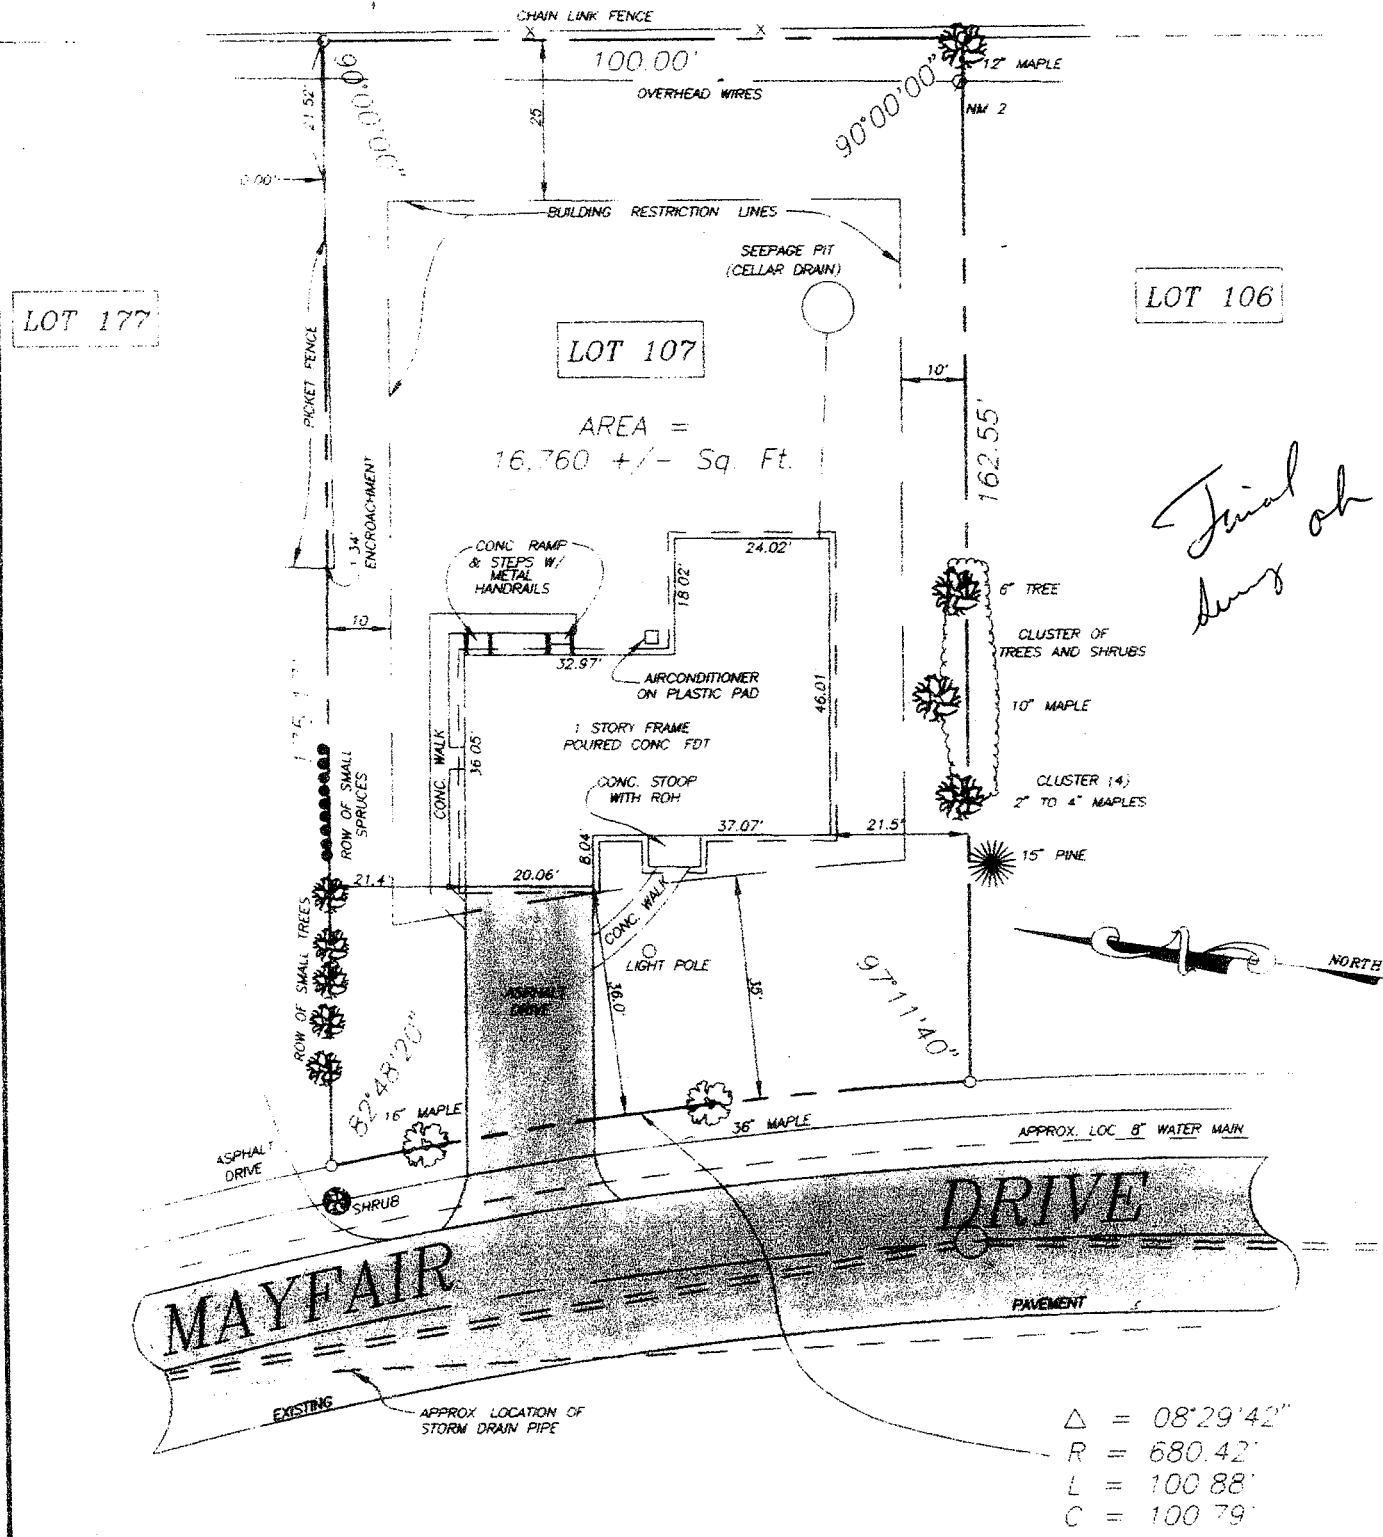 CHAIN LINK FENCE
X X
100.00'
12" MAPLE
OVERHEAD WIRES
NM 2
21.52'
90°00'00"
25
90°00'00"
0.00'
BUILDING RESTRICTION LINES
SEEPAGE PIT
(CELLAR DRAIN)
LOT 177
LOT 106
LOT 107
PICKET FENCE
10'
AREA =
16,760 +/- Sq. Ft.
162.55'
Final
ok
1.34'
ENCROACHMENT
CONC RAMP
& STEPS W/
METAL
HANDRAILS
24.02'
18.02'
6" TREE
10
CLUSTER OF
TREES AND SHRUBS
32.97'
AIRCONDITIONER
ON PLASTIC PAD
46.01'
10" MAPLE
1 STORY FRAME
POURED CONC FDT
CONC. WALK
36.05'
ROW OF SMALL
SPRUCES
CONC. STOOP
WITH ROH
CLUSTER (4)
2" TO 4" MAPLES
37.07'
21.5'
8.04'
15" PINE
21.4'
20.06'
CONC. WALK
ROW OF SMALL TREES
LIGHT POLE
NORTH
ASPHALT
DRIVE
36.0'
35'
97°11'40"
82°48'20"
16" MAPLE
36" MAPLE
APPROX. LOC 8" WATER MAIN
ASPHALT
DRIVE
SHRUB
MAYFAIR DRIVE
PAVEMENT
EXISTING
APPROX LOCATION OF
STORM DRAIN PIPE
Δ = 08°29'42"
R = 680.42'
L = 100.88'
C = 100.79'